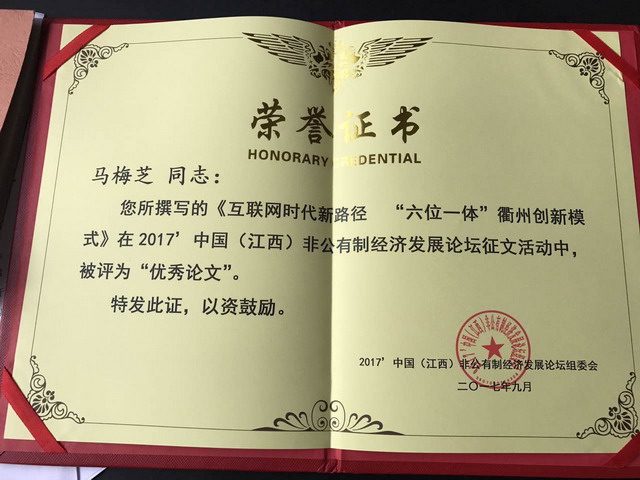 荣誉证书
HONORARY CREDENTIAL
马梅芝 同志：
您所撰写的《互联网时代新路径 “六位一体”衢州创新模
式》在2017’中国（江西）非公有制经济发展论坛征文活动中，
被评为“优秀论文”。
特发此证，以资鼓励。
2017’中国（江西）非公有制经济发展论坛组委会
二〇一七年九月